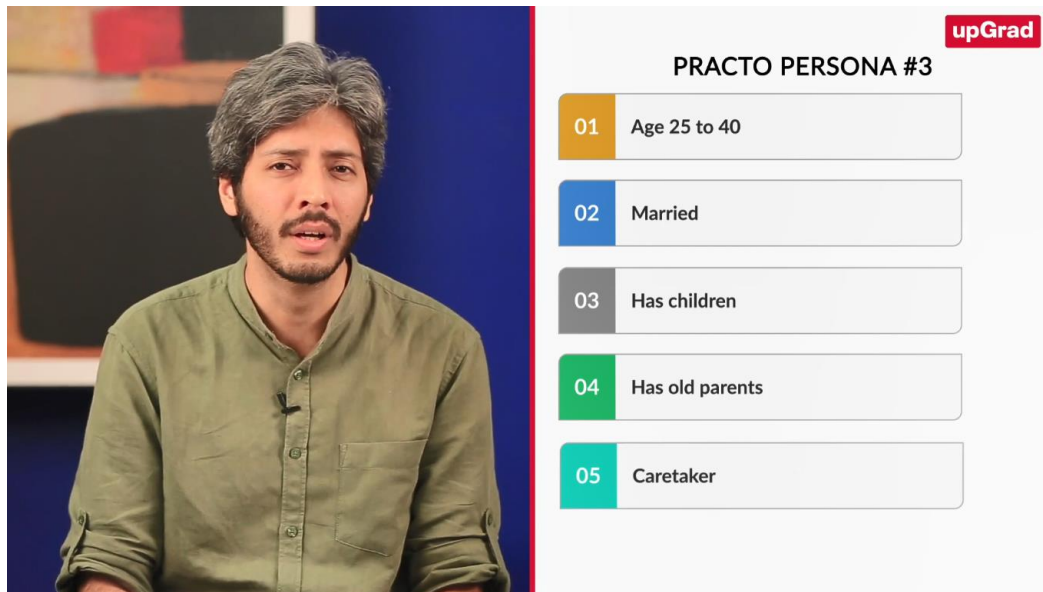 upGrad
PRACTO PERSONA #3
01 Age 25 to 40
02 Married
03 Has children
04 Has old parents
05 Caretaker